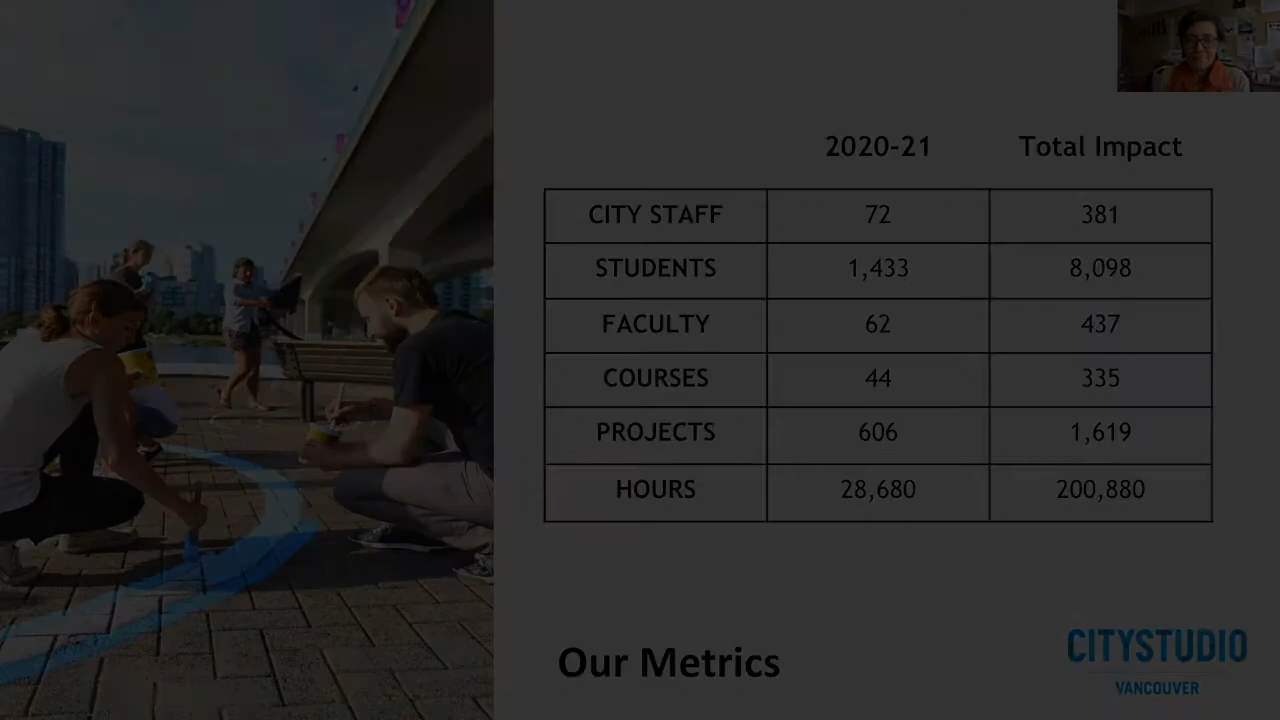 2020-21 Total Impact
CITY STAFF 72 381
STUDENTS 1,433 8,098
FACULTY 62 437
COURSES 44 335
PROJECTS 606 1,619
HOURS 28,680 200,880
Our Metrics
CITYSTUDIO
VANCOUVER